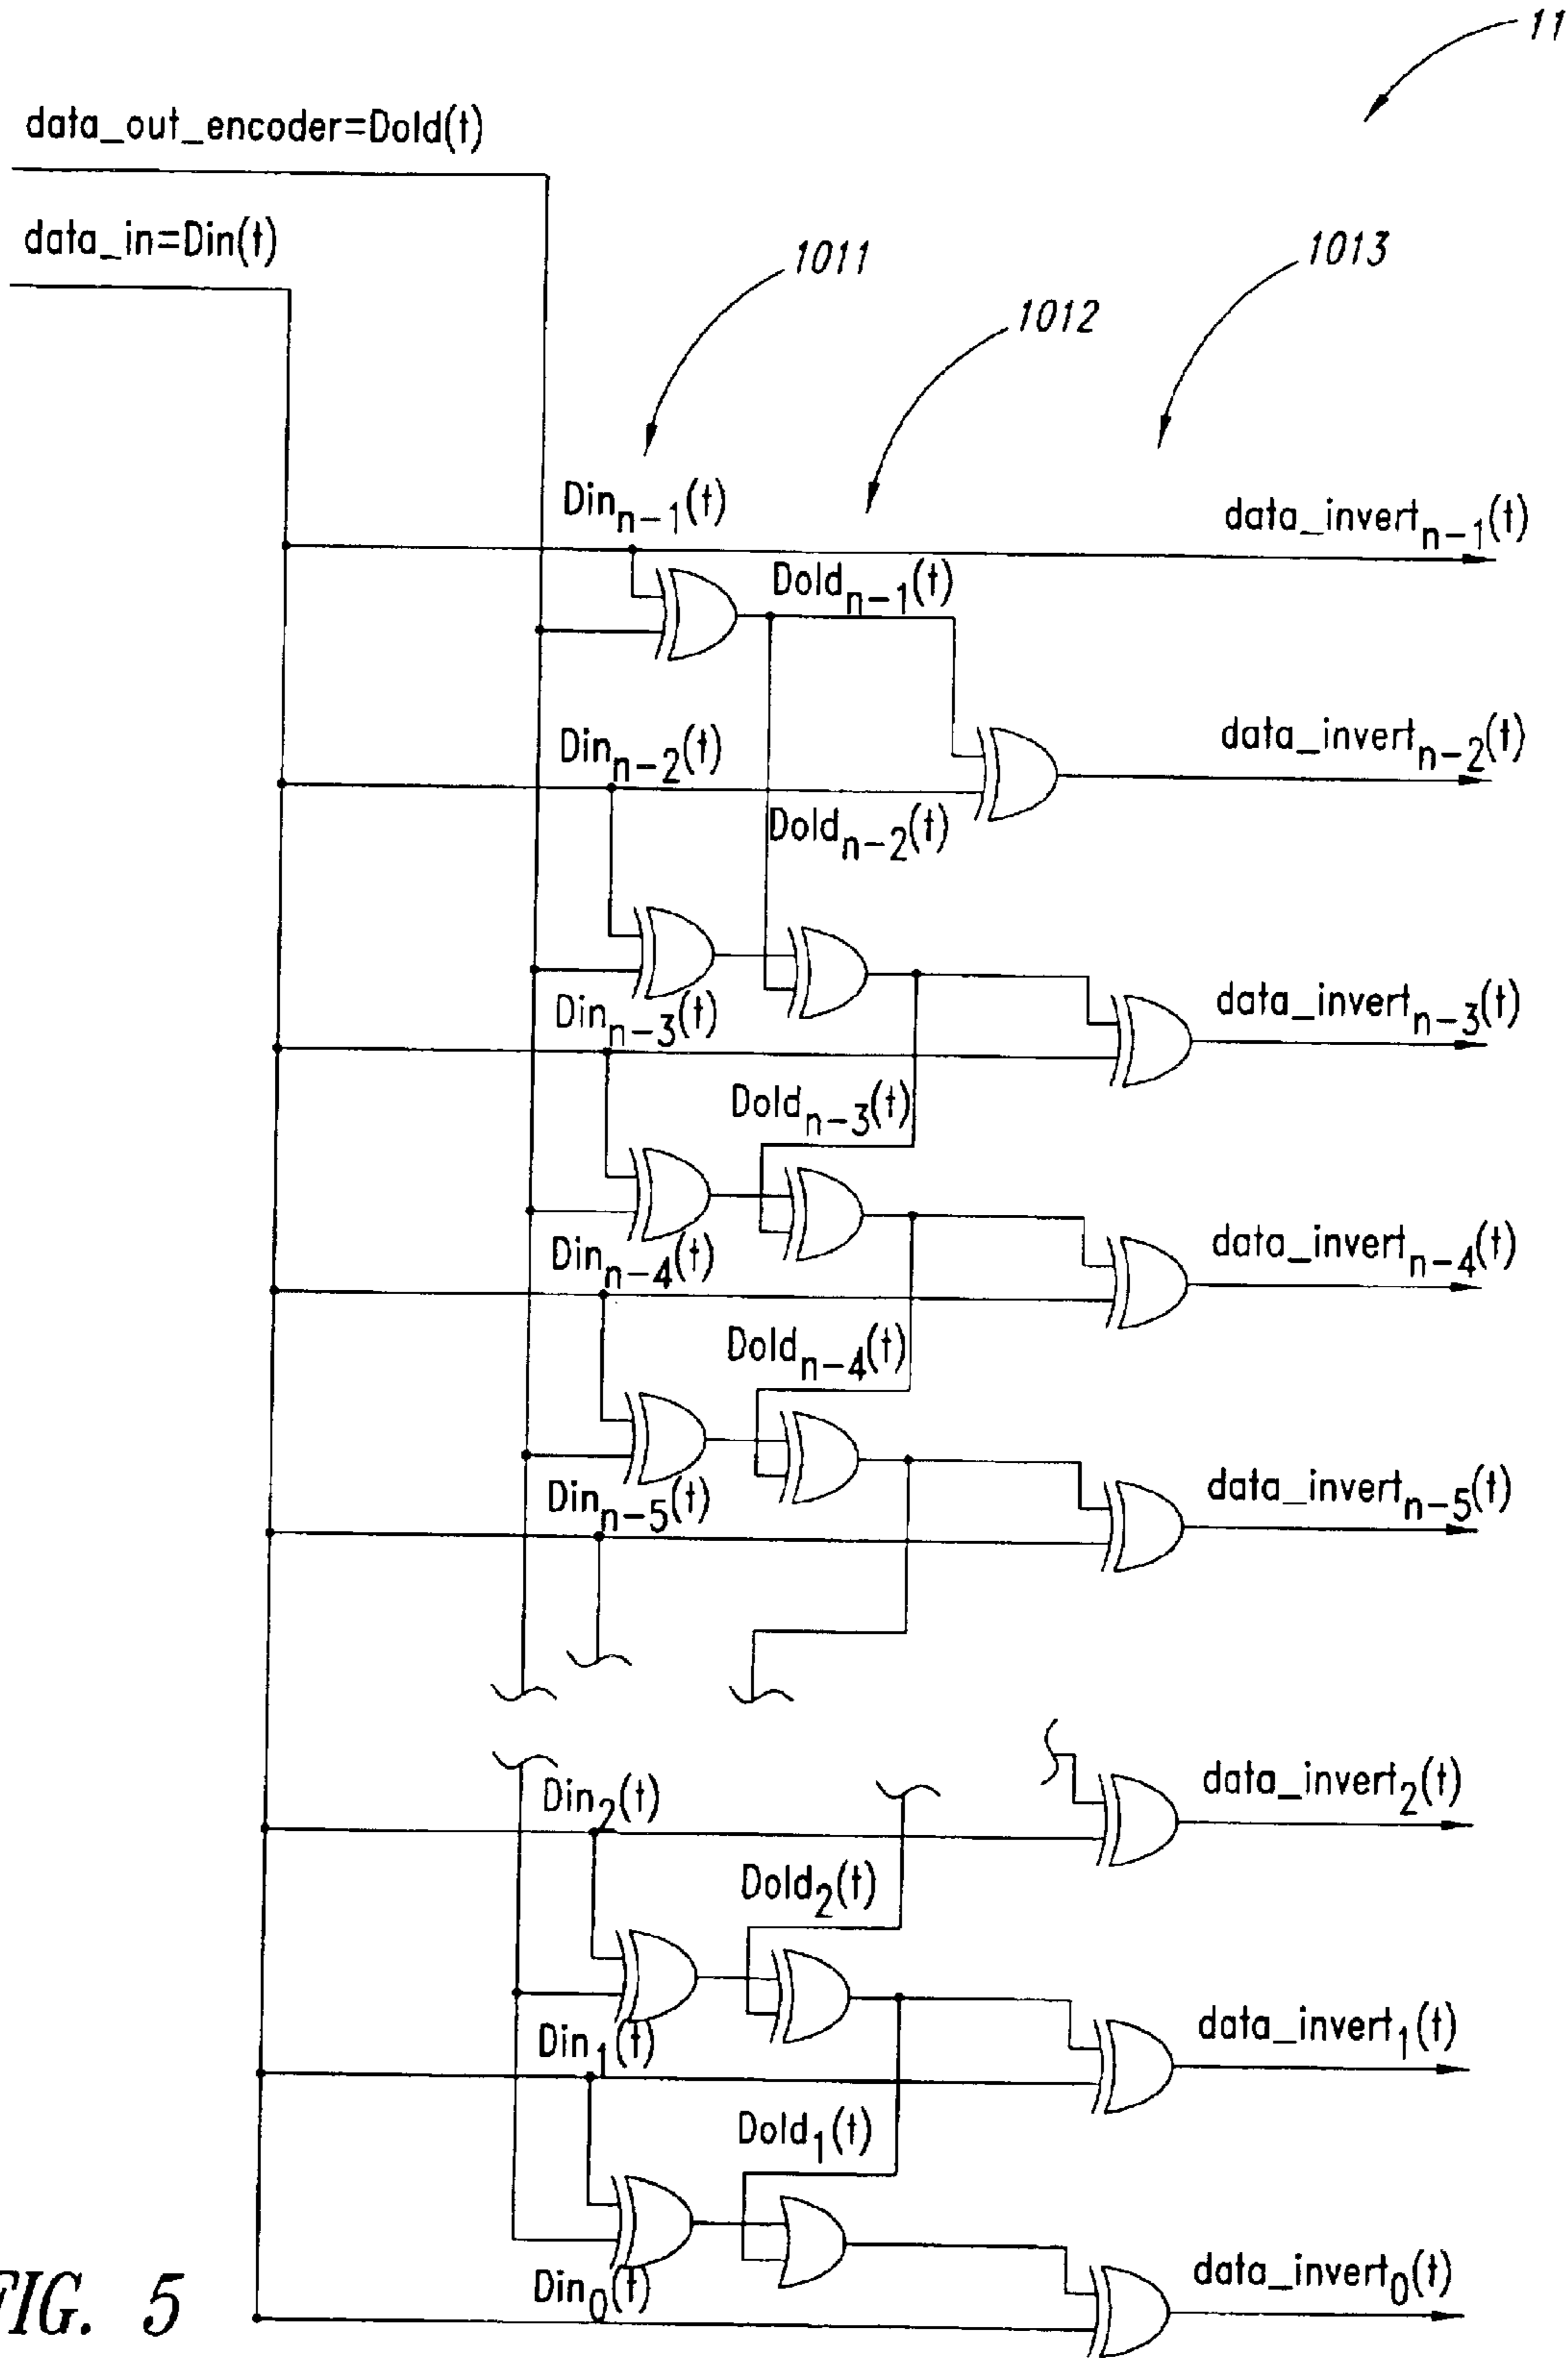 11
data_out_encoder=Dold(t)
data_in=Din(t)
1011
1013
1012
Din_{n-1}(t)
data_invert_{n-1}(t)
Dold_{n-1}(t)
Din_{n-2}(t)
data_invert_{n-2}(t)
Dold_{n-2}(t)
Din_{n-3}(t)
data_invert_{n-3}(t)
Dold_{n-3}(t)
Din_{n-4}(t)
data_invert_{n-4}(t)
Dold_{n-4}(t)
Din_{n-5}(t)
data_invert_{n-5}(t)
Din_2(t)
data_invert_2(t)
Dold_2(t)
Din_1(t)
data_invert_1(t)
Dold_1(t)
Din_0(t)
data_invert_0(t)
FIG. 5